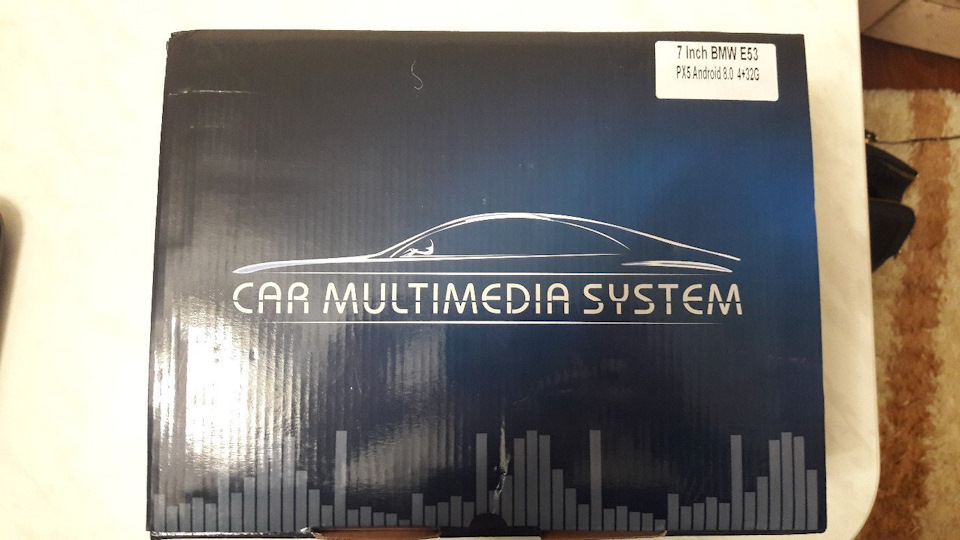 7 Inch BMW E53
PX5 Android 8.0 4+32G
CAR MULTIMEDIA SYSTEM